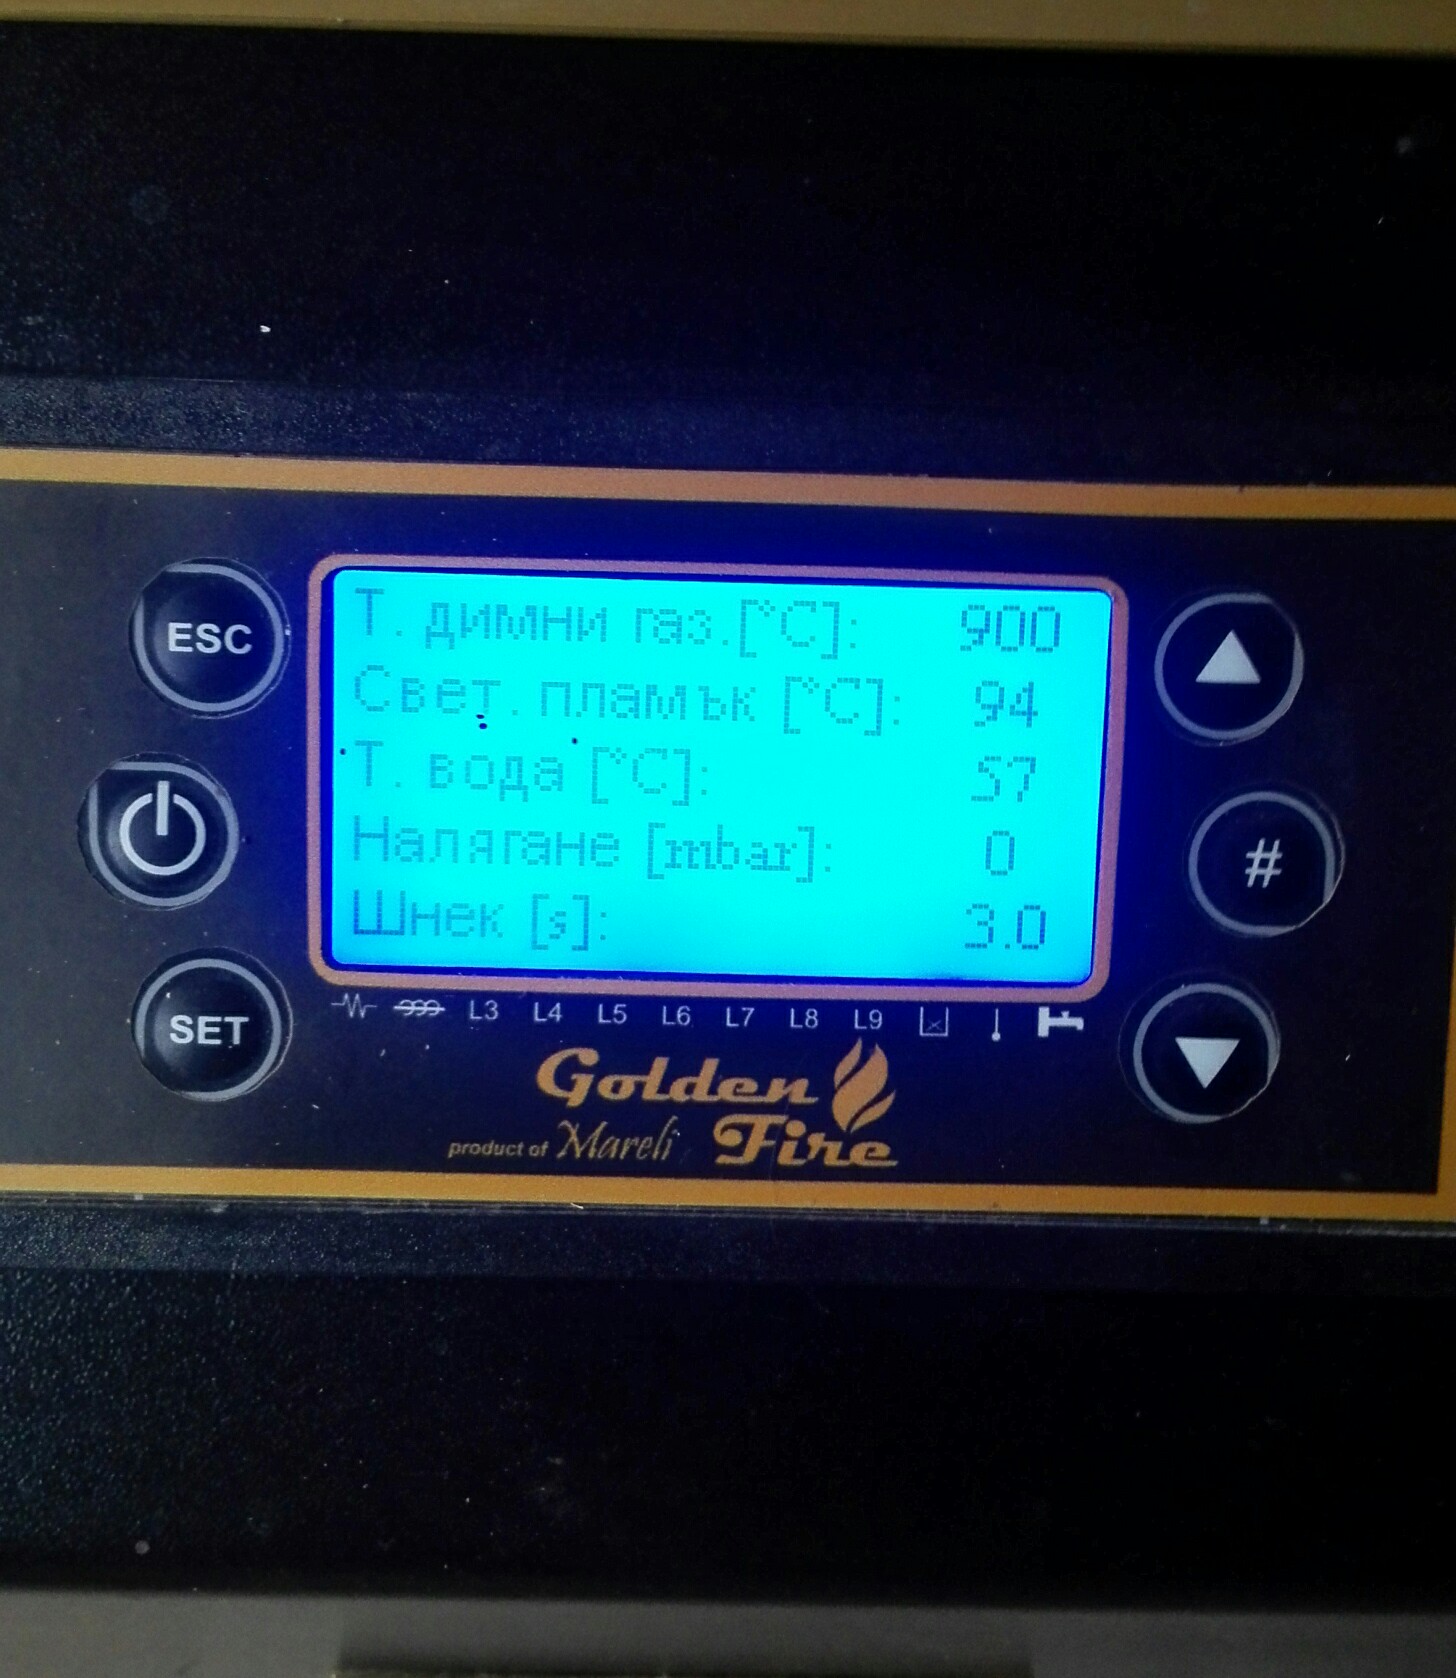 Т. димни газ.[°C]: 900
Свет. пламък [°C]: 94
Т. вода [°C]: 57
Налягане [mbar]: 0
Шнек [s]: 3.0
ESC
SET
#
L3 L4 L5 L6 L7 L8 L9
Golden
product of Mareli Fire